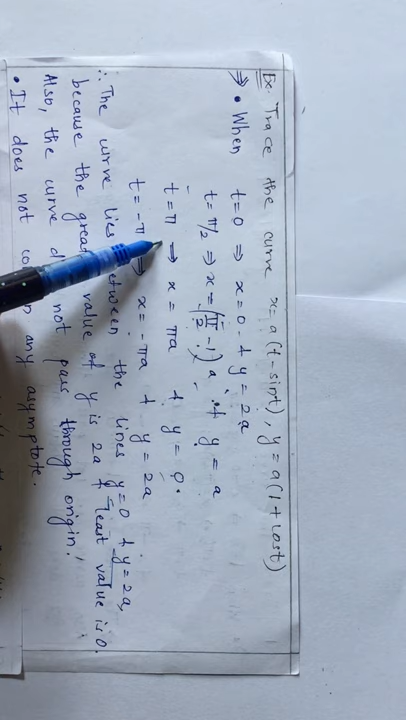 Ex. Trace the curve x = a(t - sint), y = a(1 + cost)
⇒ • When t = 0 ⇒ x = 0 & y = 2a
t = π/2 ⇒ x = (π/2 - 1) a & y = a
t = π ⇒ x = πa & y = 0.
t = -π ⇒ x = -πa & y = 2a
∴ The curve lies between the lines y = 0 & y = 2a,
because the value of y is 2a & least value is 0.
Also, the curve not pass through origin.
• It does not any asymptote.